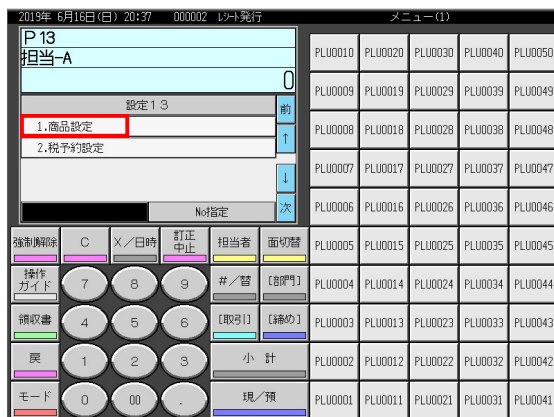 2019年 6月16日(日) 20:37 000002 レシート発行 メニュー(1)
P13
担当-A
0
設定13
前
1.商品設定
↑
2.税予約設定
↓
No指定
次
強制解除 C X/日時 訂正中止 担当者 面切替
操作ガイド 7 8 9 #/替 [部門]
領収書 4 5 6 [取引] [締め]
戻 1 2 3 小計
モード 0 00 . 現/預
PLU0010 PLU0020 PLU0030 PLU0040 PLU0050
PLU0009 PLU0019 PLU0029 PLU0039 PLU0049
PLU0008 PLU0018 PLU0028 PLU0038 PLU0048
PLU0007 PLU0017 PLU0027 PLU0037 PLU0047
PLU0006 PLU0016 PLU0026 PLU0036 PLU0046
PLU0005 PLU0015 PLU0025 PLU0035 PLU0045
PLU0004 PLU0014 PLU0024 PLU0034 PLU0044
PLU0003 PLU0013 PLU0023 PLU0033 PLU0043
PLU0002 PLU0012 PLU0022 PLU0032 PLU0042
PLU0001 PLU0011 PLU0021 PLU0031 PLU0041